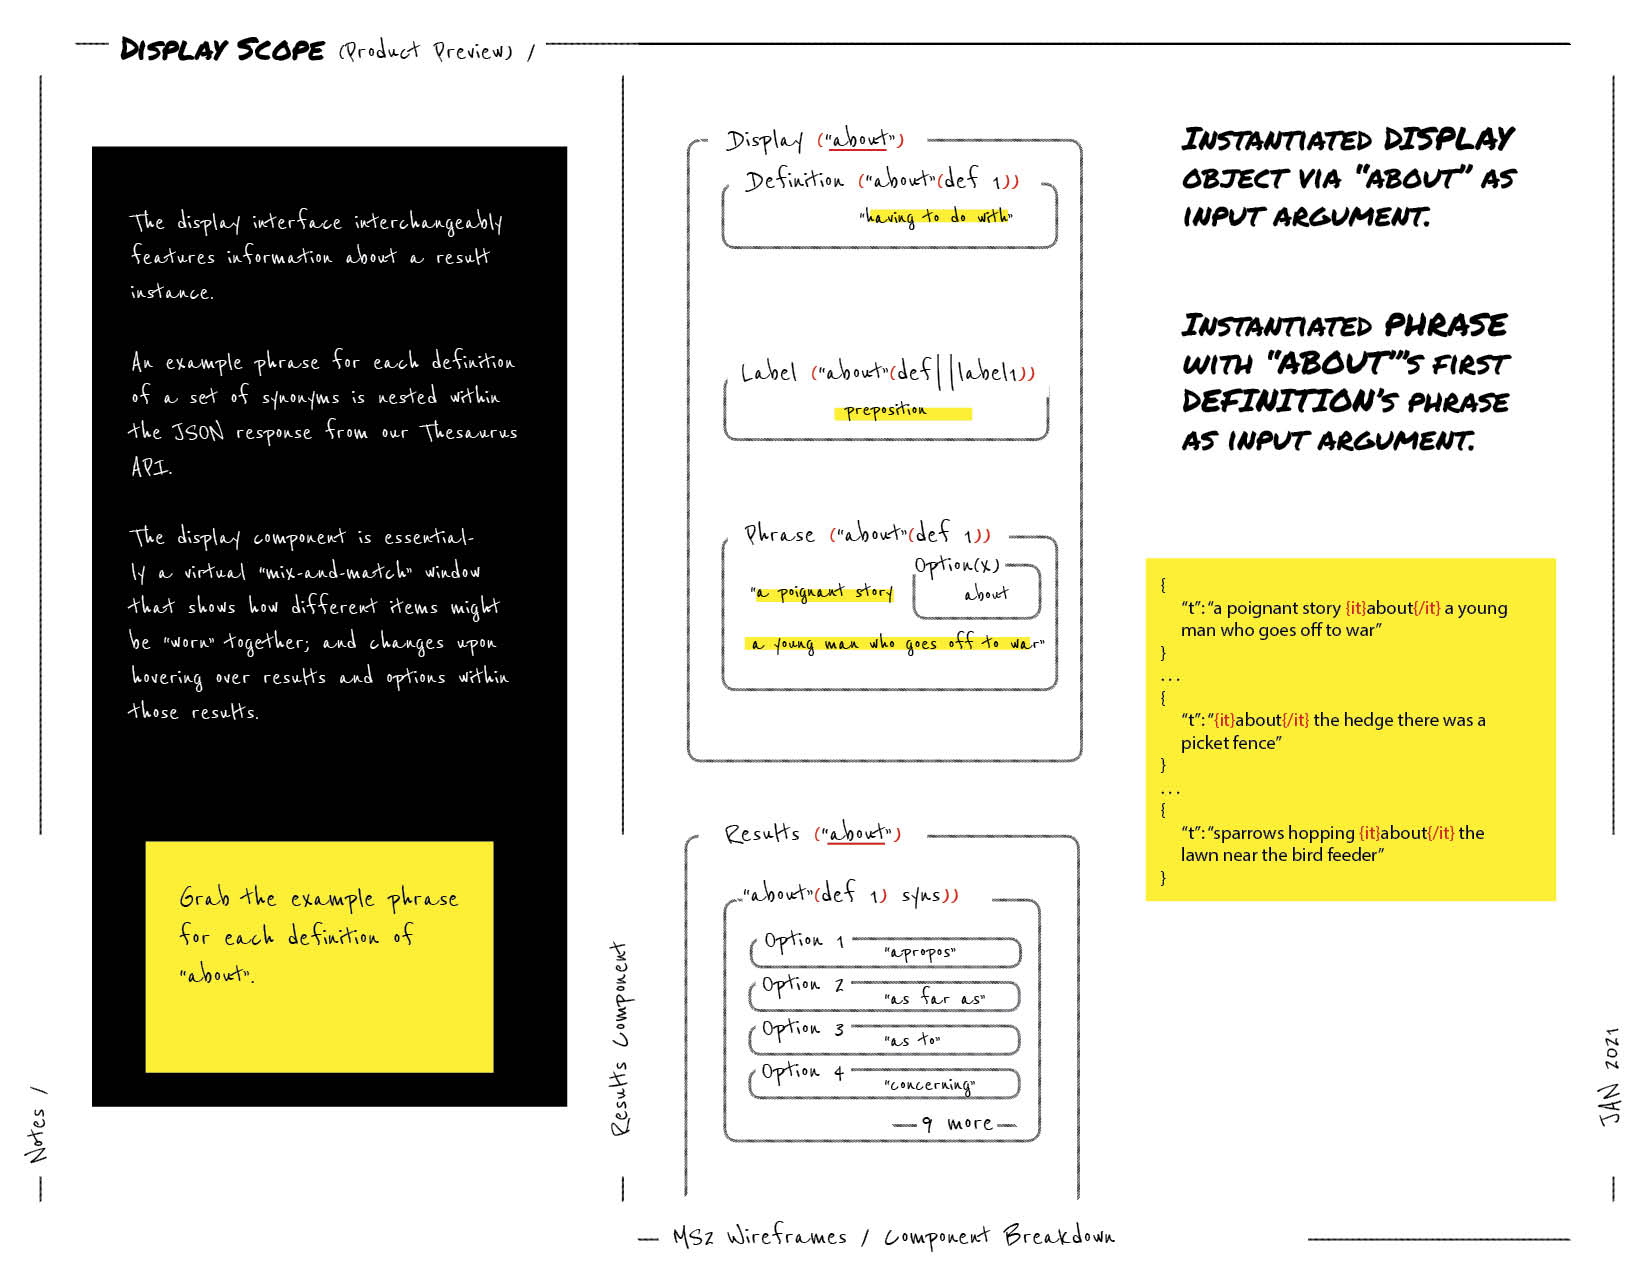 DISPLAY SCOPE (Product Preview) /
The display interface interchangeably
features information about a result
instance.
An example phrase for each definition
of a set of synonyms is nested within
the JSON response from our Thesaurus
API.
The display component is essential-
ly a virtual "mix-and-match" window
that shows how different items might
be "worn" together; and changes upon
hovering over results and options within
those results.
Grab the example phrase
for each definition of
"about".
Notes /
Results Component
Display ("about")
Definition ("about"(def 1))
"having to do with"
Label ("about"(def||label1))
preposition
Phrase ("about"(def 1))
Option(x)
"a poignant story
about
a young man who goes off to war"
Results ("about")
"about"(def 1) syns))
Option 1
"apropos"
Option 2
"as far as"
Option 3
"as to"
Option 4
"concerning"
—9 more—
INSTANTIATED DISPLAY
OBJECT VIA "ABOUT" AS
INPUT ARGUMENT.
INSTANTIATED PHRASE
WITH "ABOUT"'S FIRST
DEFINITION'S PHRASE
AS INPUT ARGUMENT.
{
“t”: “a poignant story {it}about{/it} a young
man who goes off to war”
}
. . .
{
“t”: “{it}about{/it} the hedge there was a
picket fence”
}
. . .
{
“t”: “sparrows hopping {it}about{/it} the
lawn near the bird feeder”
}
JAN 2021
MS2 Wireframes / Component Breakdown